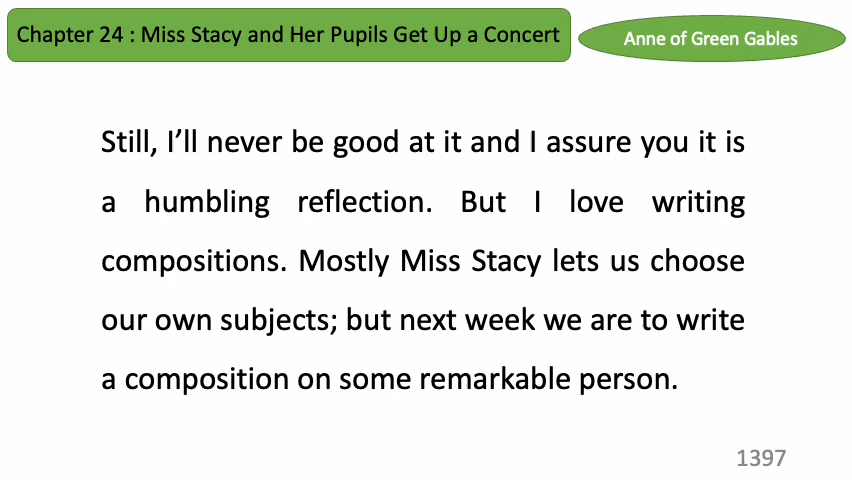 Chapter 24 : Miss Stacy and Her Pupils Get Up a Concert
Anne of Green Gables
Still, I’ll never be good at it and I assure you it is
a humbling reflection. But I love writing
compositions. Mostly Miss Stacy lets us choose
our own subjects; but next week we are to write
a composition on some remarkable person.
1397